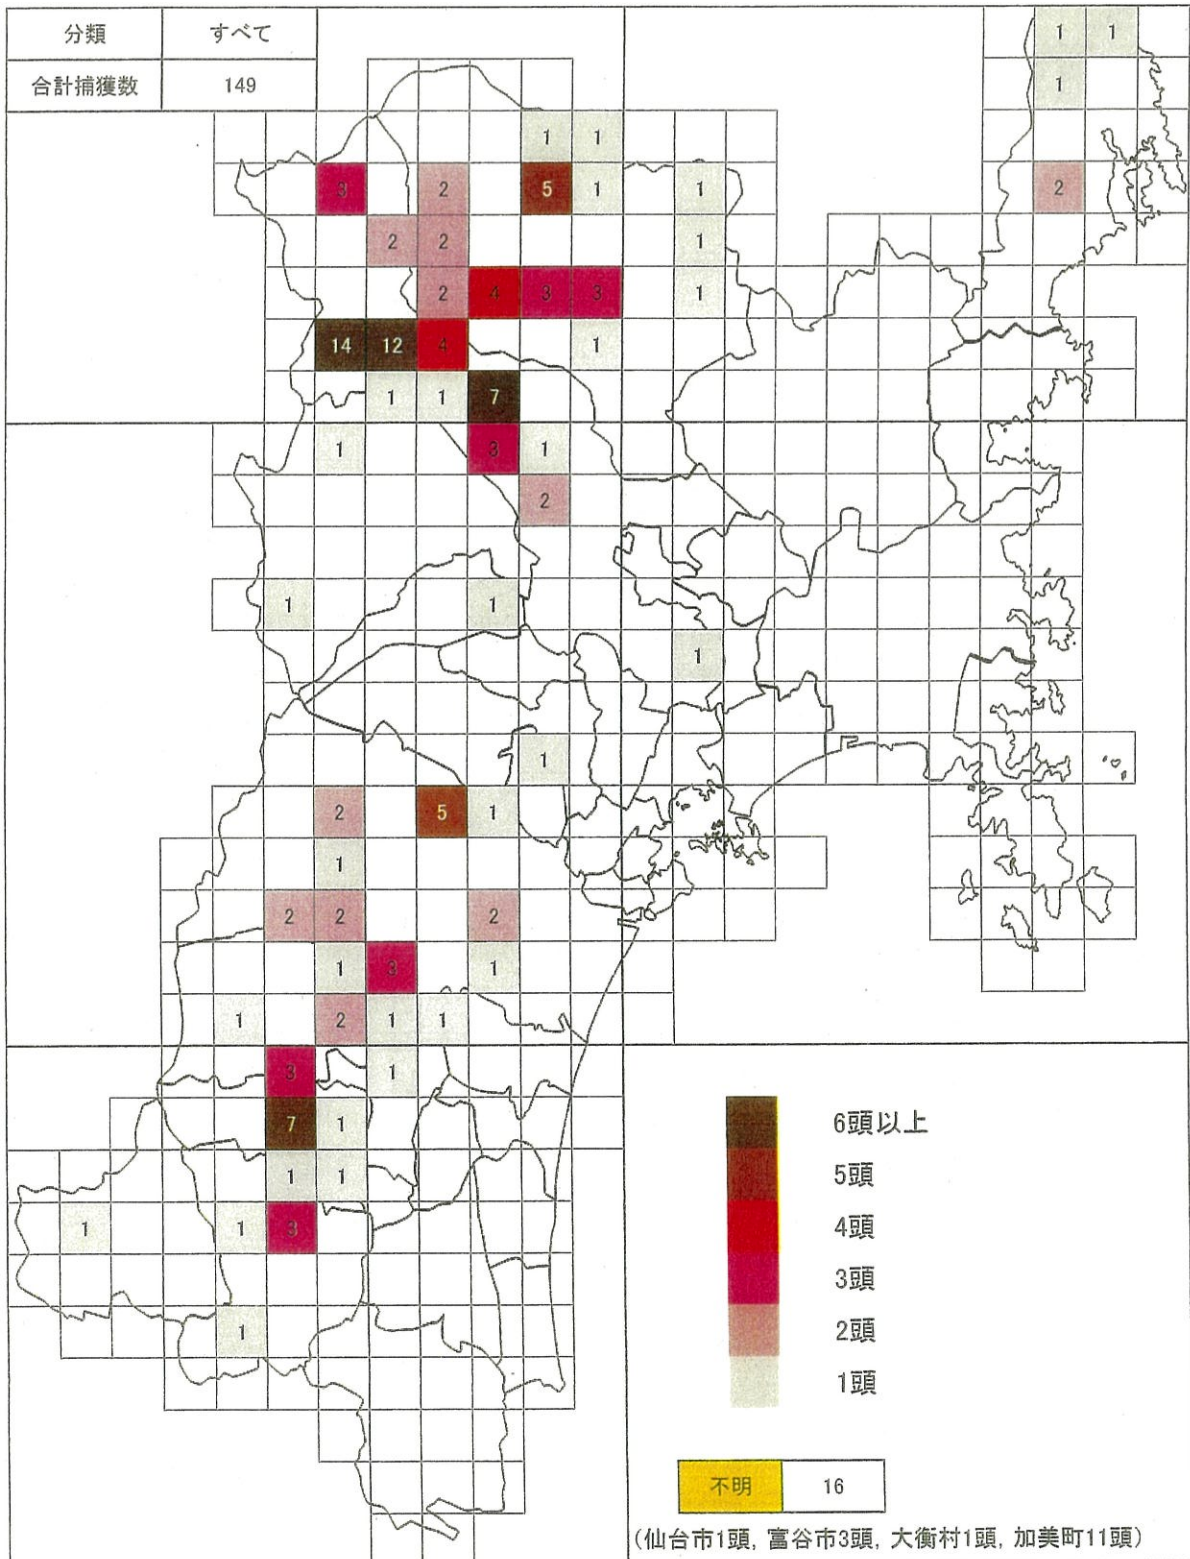 分類 すべて
合計捕獲数 149
1 1
1
1 1
3 2 5 1 1 2
2 2 1
2 4 3 3 1
14 12 4 1
1 1 7
1 3 1
2
1 1
1
1
2 5 1
1
2 2 2
1 3 1
1 2 1 1
3 1
7 1
1 1
1 1 3
1
6頭以上
5頭
4頭
3頭
2頭
1頭
不明 16
(仙台市1頭, 富谷市3頭, 大衡村1頭, 加美町11頭)